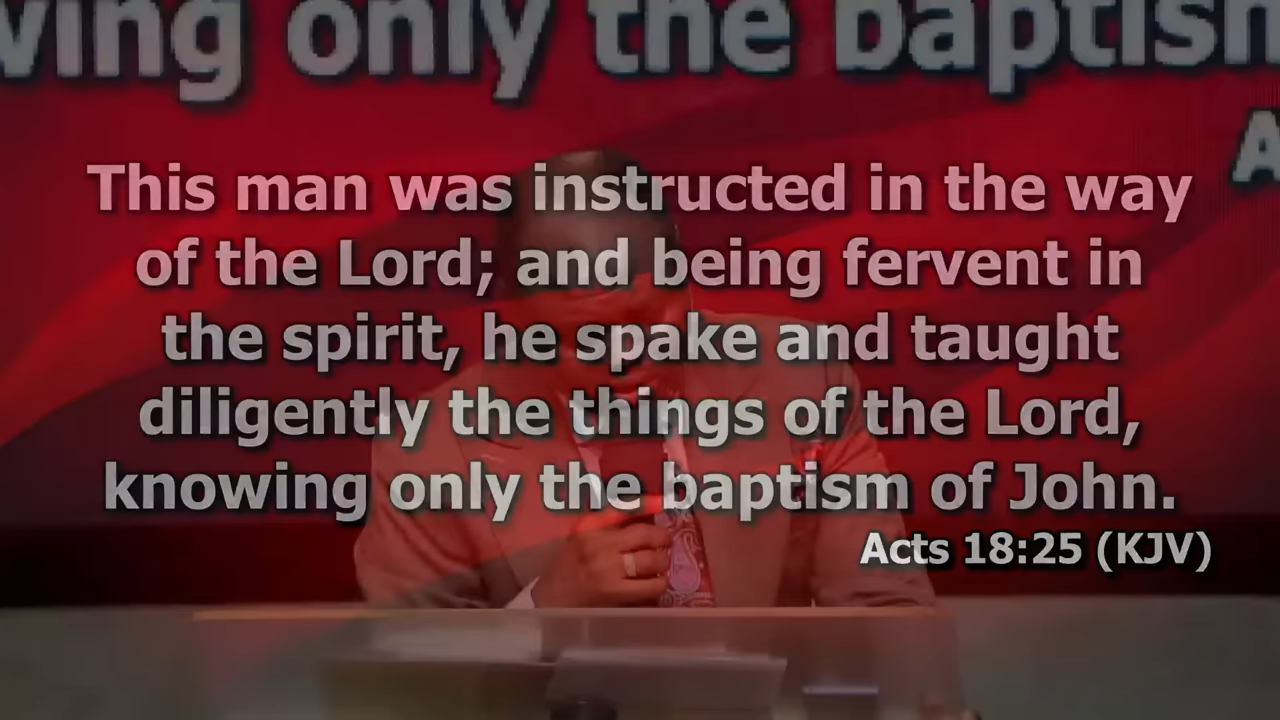 ving only the baptism
A
This man was instructed in the way
of the Lord; and being fervent in
the spirit, he spake and taught
diligently the things of the Lord,
knowing only the baptism of John.
Acts 18:25 (KJV)